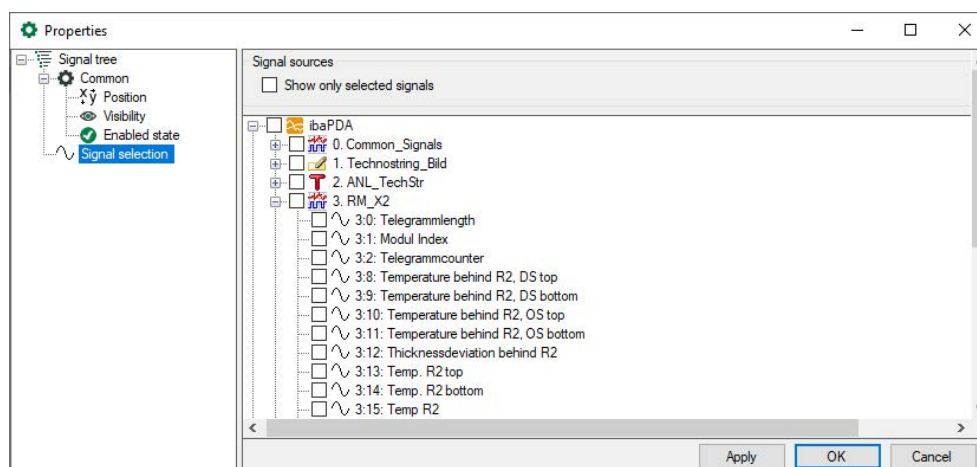 Properties
Signal tree
Common
Position
Visibility
Enabled state
Signal selection
Signal sources
Show only selected signals
ibaPDA
0. Common_Signals
1. Technostring_Bild
2. ANL_TechStr
3. RM_X2
3:0: Telegrammlength
3:1: Modul Index
3:2: Telegrammcounter
3:8: Temperature behind R2, DS top
3:9: Temperature behind R2, DS bottom
3:10: Temperature behind R2, OS top
3:11: Temperature behind R2, OS bottom
3:12: Thicknessdeviation behind R2
3:13: Temp. R2 top
3:14: Temp. R2 bottom
3:15: Temp R2
Apply OK Cancel